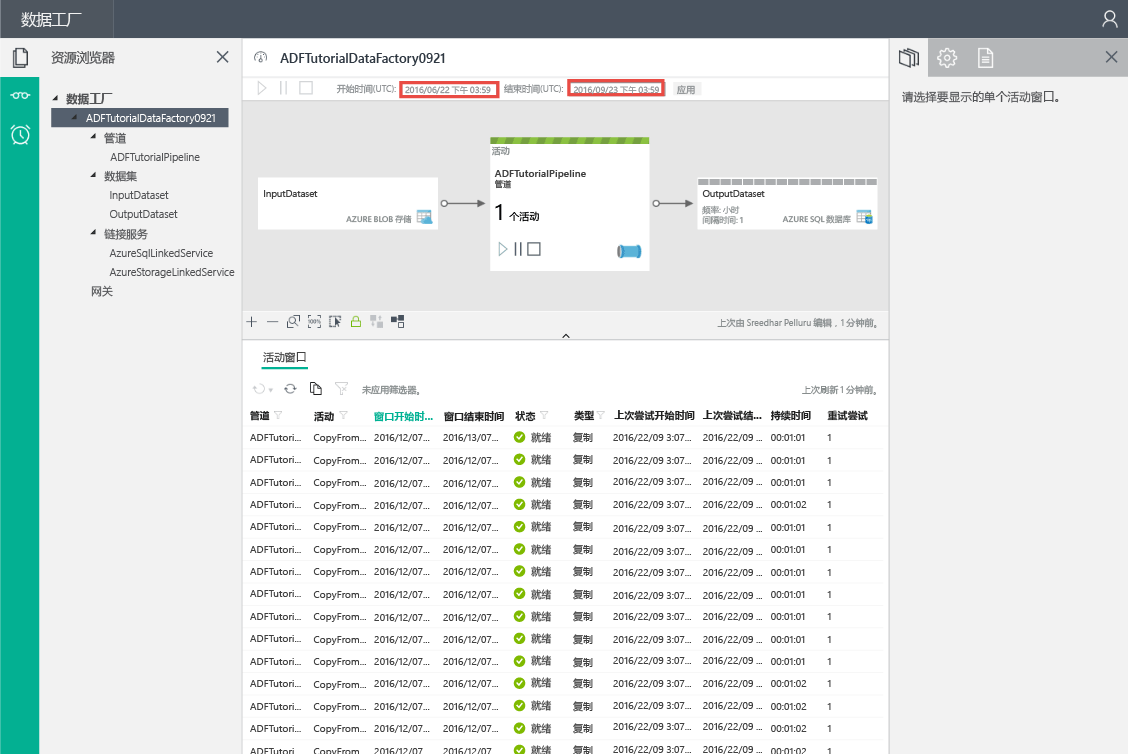 数据工厂
资源浏览器
数据工厂
ADFTutorialDataFactory0921
管道
ADFTutorialPipeline
数据集
InputDataset
OutputDataset
链接服务
AzureSqlLinkedService
AzureStorageLinkedService
网关
ADFTutorialDataFactory0921
开始时间(UTC): 2016/06/22 下午 03:59 结束时间(UTC): 2016/09/23 下午 03:59 应用
InputDataset
AZURE BLOB 存储
活动
ADFTutorialPipeline
管道
1 个活动
OutputDataset
频率: 小时
间隔时间: 1
AZURE SQL 数据库
100%
上次由 Sreedhar Pelluru 编辑，1 分钟前。
请选择要显示的单个活动窗口。
活动窗口
未应用筛选器。 上次刷新 1 分钟前。
管道 活动 窗口开始时... 窗口结束时间 状态 类型 上次尝试开始时间 上次尝试结... 持续时间 重试尝试
ADFTutori... CopyFrom... 2016/12/07... 2016/13/07... 就绪 复制 2016/22/09 3:07... 2016/22/09 ... 00:01:01 1
ADFTutori... CopyFrom... 2016/12/07... 2016/12/07... 就绪 复制 2016/22/09 3:07... 2016/22/09 ... 00:01:01 1
ADFTutori... CopyFrom... 2016/12/07... 2016/12/07... 就绪 复制 2016/22/09 3:07... 2016/22/09 ... 00:01:01 1
ADFTutori... CopyFrom... 2016/12/07... 2016/12/07... 就绪 复制 2016/22/09 3:07... 2016/22/09 ... 00:01:02 1
ADFTutori... CopyFrom... 2016/12/07... 2016/12/07... 就绪 复制 2016/22/09 3:07... 2016/22/09 ... 00:01:01 1
ADFTutori... CopyFrom... 2016/12/07... 2016/12/07... 就绪 复制 2016/22/09 3:07... 2016/22/09 ... 00:01:01 1
ADFTutori... CopyFrom... 2016/12/07... 2016/12/07... 就绪 复制 2016/22/09 3:07... 2016/22/09 ... 00:01:01 1
ADFTutori... CopyFrom... 2016/12/07... 2016/12/07... 就绪 复制 2016/22/09 3:07... 2016/22/09 ... 00:01:01 1
ADFTutori... CopyFrom... 2016/12/07... 2016/12/07... 就绪 复制 2016/22/09 3:07... 2016/22/09 ... 00:01:01 1
ADFTutori... CopyFrom... 2016/12/07... 2016/12/07... 就绪 复制 2016/22/09 3:07... 2016/22/09 ... 00:01:01 1
ADFTutori... CopyFrom... 2016/12/07... 2016/12/07... 就绪 复制 2016/22/09 3:07... 2016/22/09 ... 00:01:01 1
ADFTutori... CopyFrom... 2016/12/07... 2016/12/07... 就绪 复制 2016/22/09 3:07... 2016/22/09 ... 00:01:02 1
ADFTutori... CopyFrom... 2016/12/07... 2016/12/07... 就绪 复制 2016/22/09 3:07... 2016/22/09 ... 00:01:02 1
ADFTutori... CopyFrom... 2016/12/07... 2016/12/07... 就绪 复制 2016/22/09 3:07... 2016/22/09 ... 00:01:02 1
ADFTutori... CopyFrom... 2016/12/07 2016/12/07 就绪 复制 2016/22/09 3:07... 2016/22/09 ... 00:01:02 1